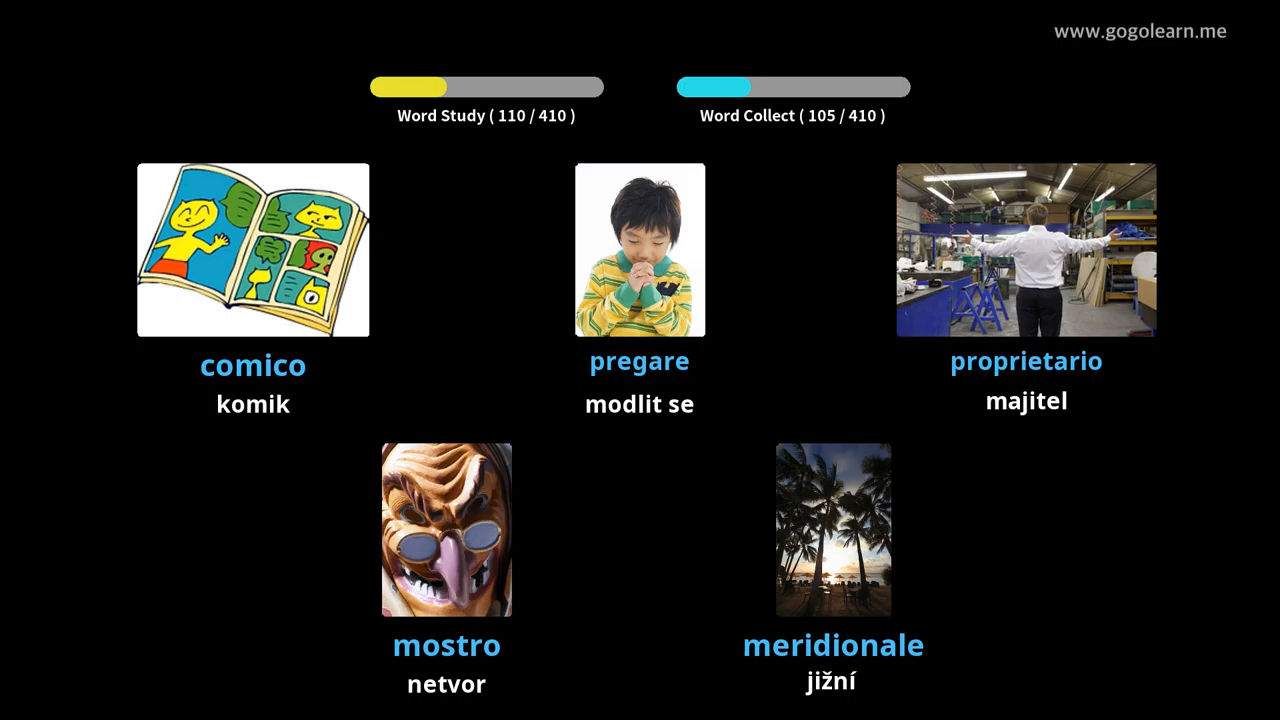 www.gogolearn.me
Word Study ( 110 / 410 )
Word Collect ( 105 / 410 )
comico
komik
pregare
modlit se
proprietario
majitel
mostro
netvor
meridionale
jižní